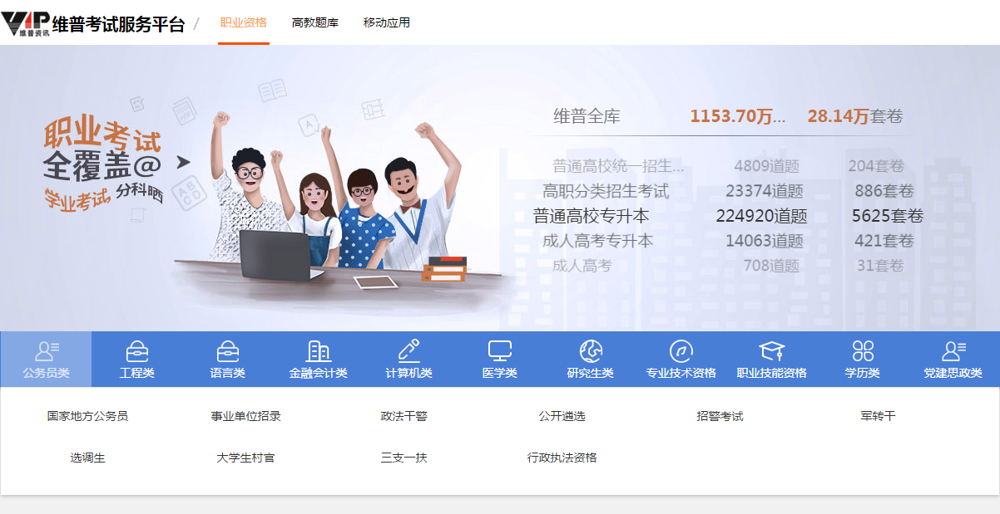 VIP 维普资讯 维普考试服务平台 / 职业资格 高教题库 移动应用
职业考试
全覆盖@
学业考试, 分科晒
维普全库 1153.70万... 28.14万套卷
普通高校统一招生... 4809道题 204套卷
高职分类招生考试 23374道题 886套卷
普通高校专升本 224920道题 5625套卷
成人高考专升本 14063道题 421套卷
成人高考 708道题 31套卷
A
A B C D
公务员类 工程类 语言类 金融会计类 计算机类 医学类 研究生类 专业技术资格 职业技能资格 学历类 党建思政类
国家地方公务员 事业单位招录 政法干警 公开遴选 招警考试 军转干
选调生 大学生村官 三支一扶 行政执法资格